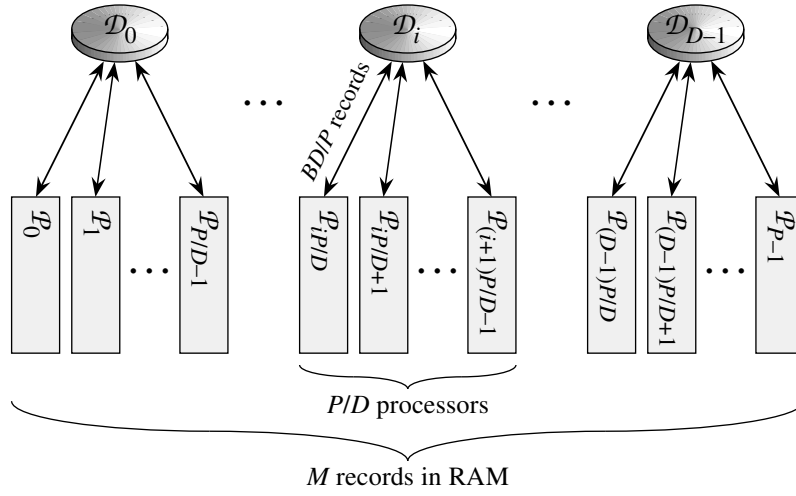 𝒟0 𝒟i 𝒟D–1
... ...
BD/P records
𝒫0 𝒫1 ... 𝒫P/D–1 𝒫iP/D 𝒫iP/D+1 ... 𝒫(i+1)P/D–1 𝒫(D–1)P/D 𝒫(D–1)P/D+1 ... 𝒫P–1
P/D processors
M records in RAM